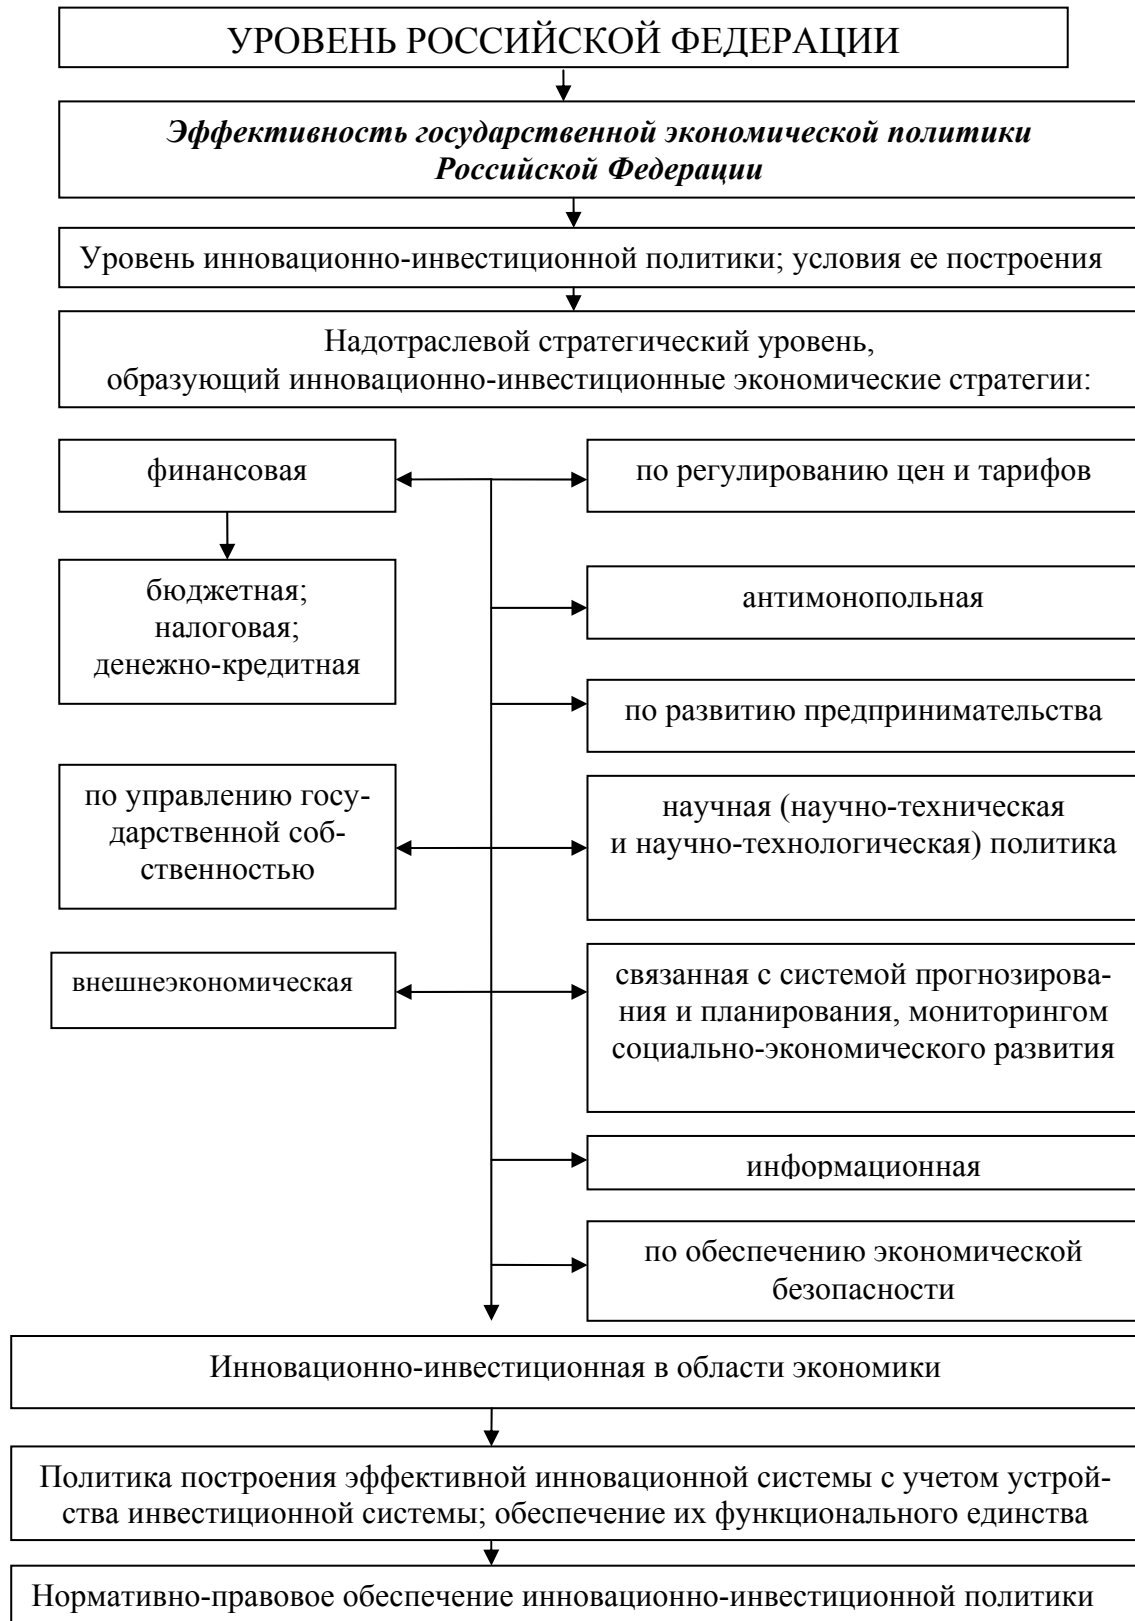 УРОВЕНЬ РОССИЙСКОЙ ФЕДЕРАЦИИ
Эффективность государственной экономической политики
Российской Федерации
Уровень инновационно-инвестиционной политики; условия ее построения
Надотраслевой стратегический уровень,
образующий инновационно-инвестиционные экономические стратегии:
финансовая
по регулированию цен и тарифов
бюджетная;
налоговая;
денежно-кредитная
антимонопольная
по развитию предпринимательства
по управлению госу-
дарственной соб-
ственностью
научная (научно-техническая
и научно-технологическая) политика
внешнеэкономическая
связанная с системой прогнозирова-
ния и планирования, мониторингом
социально-экономического развития
информационная
по обеспечению экономической
безопасности
Инновационно-инвестиционная в области экономики
Политика построения эффективной инновационной системы с учетом устрой-
ства инвестиционной системы; обеспечение их функционального единства
Нормативно-правовое обеспечение инновационно-инвестиционной политики